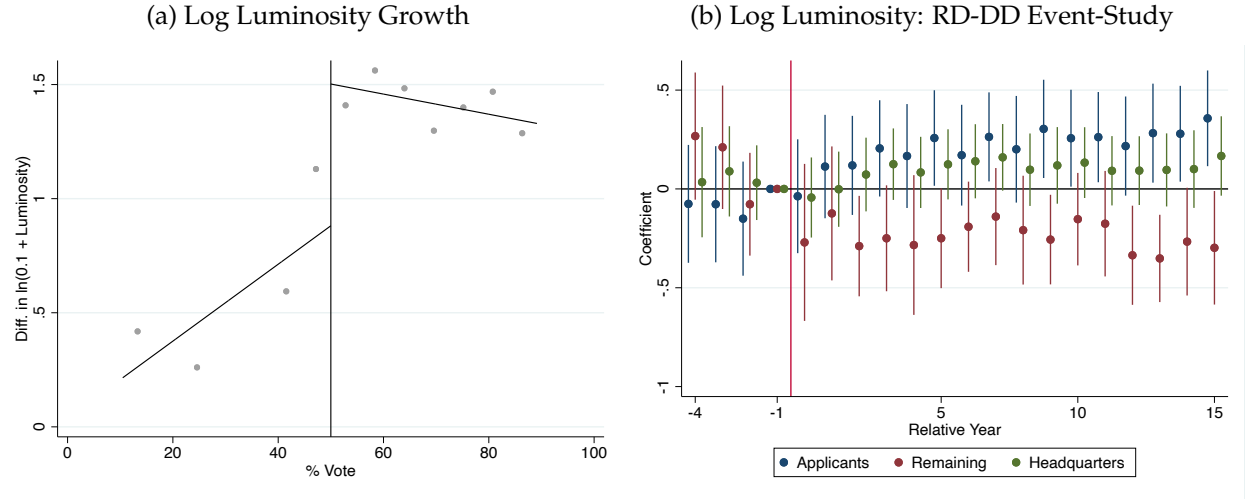 (a) Log Luminosity Growth
Diff. in ln(0.1 + Luminosity)
1.5
1
.5
0
0 20 40 60 80 100
% Vote
(b) Log Luminosity: RD-DD Event-Study
Coefficient
.5
0
-.5
-1
-4 -1 5 10 15
Relative Year
Applicants Remaining Headquarters